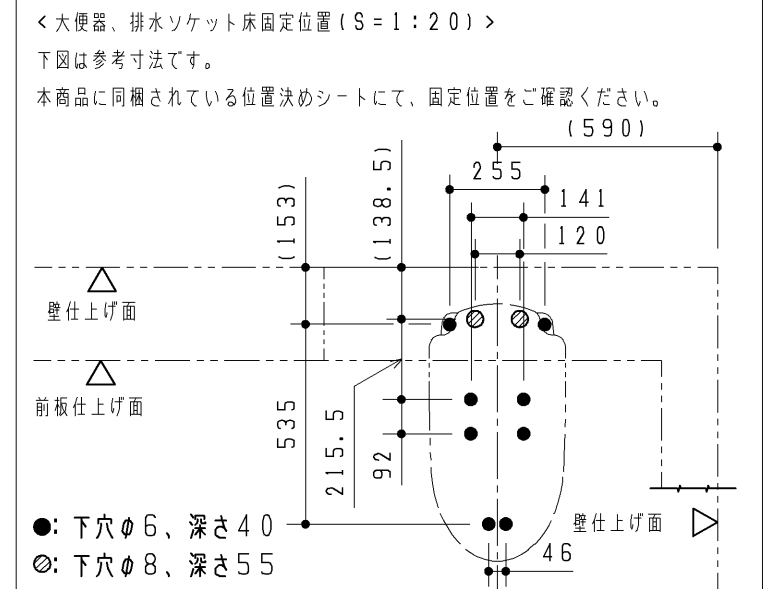 <大便器、排水ソケット床固定位置(S=1:20)>
下図は参考寸法です。
本商品に同梱されている位置決めシートにて、固定位置をご確認ください。
(590)
255
141
120
(153)
(138.5)
壁仕上げ面
前板仕上げ面
535
215.5
92
●: 下穴φ6、深さ40
壁仕上げ面
46
⊘: 下穴φ8、深さ55